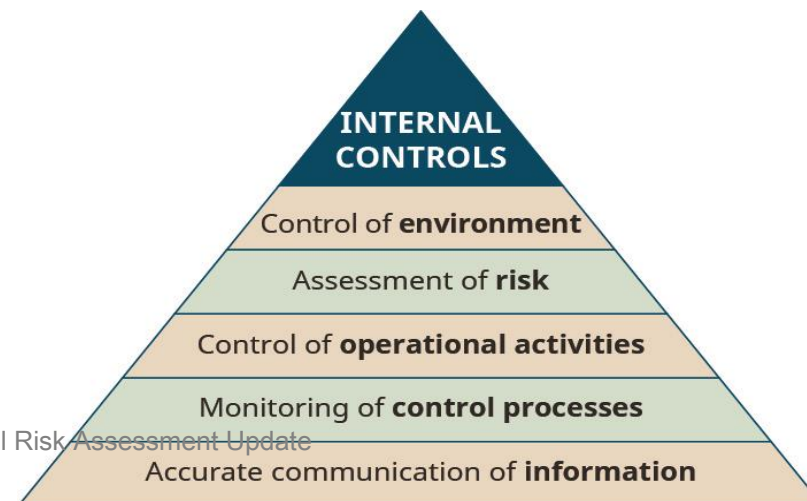 INTERNAL
CONTROLS
Control of environment
Assessment of risk
Control of operational activities
Monitoring of control processes
l Risk Assessment Update
Accurate communication of information